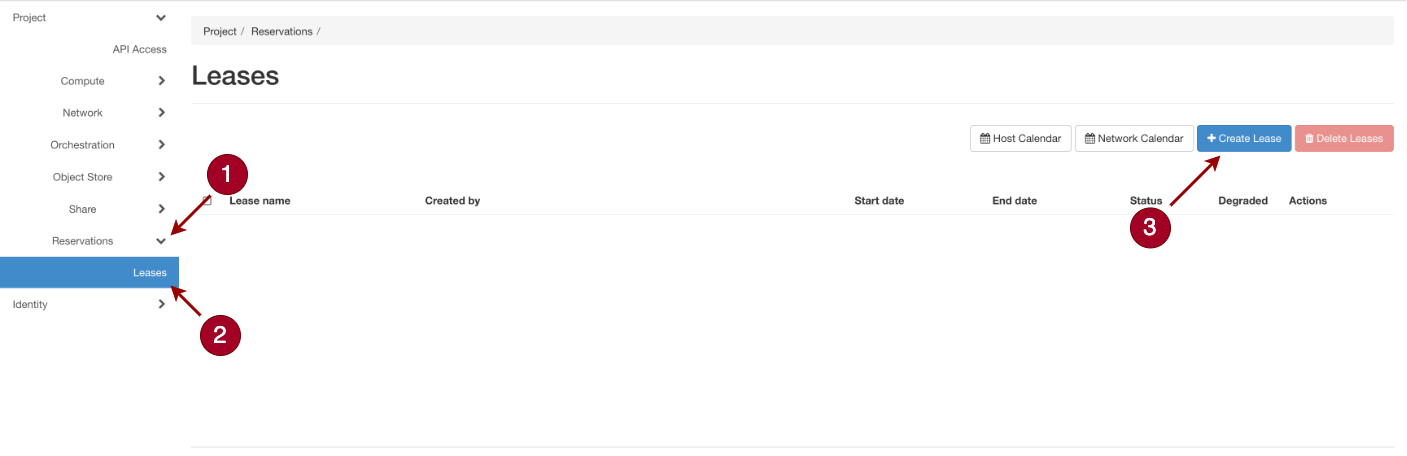 Project
API Access
Compute
Network
Orchestration
Object Store
Share
Reservations
Leases
Identity
Project / Reservations /
Leases
Host Calendar Network Calendar + Create Lease Delete Leases
Lease name Created by Start date End date Status Degraded Actions
1
2
3